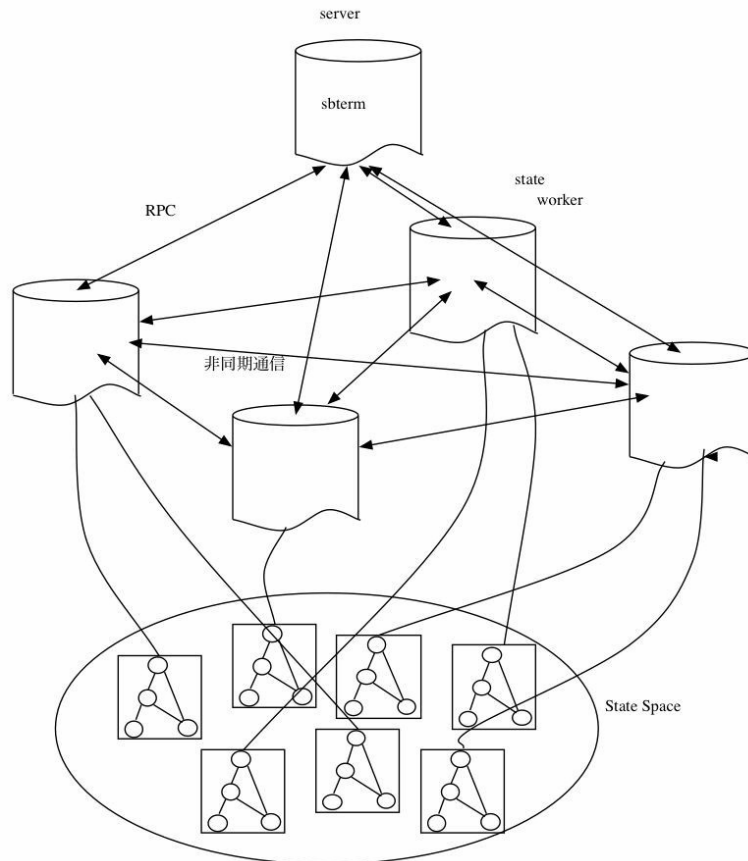 server
sbterm
state
worker
RPC
非同期通信
State Space